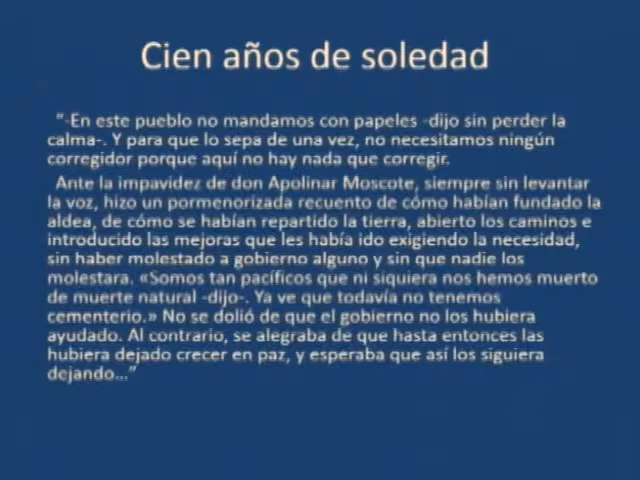 Cien años de soledad
"-En este pueblo no mandamos con papeles -dijo sin perder la
calma-. Y para que lo sepa de una vez, no necesitamos ningún
corregidor porque aquí no hay nada que corregir.
Ante la impavidez de don Apolinar Moscote, siempre sin levantar
la voz, hizo un pormenorizada recuento de cómo habían fundado la
aldea, de cómo se habían repartido la tierra, abierto los caminos e
introducido las mejoras que les había ido exigiendo la necesidad,
sin haber molestado a gobierno alguno y sin que nadie los
molestara. «Somos tan pacíficos que ni siquiera nos hemos muerto
de muerte natural -dijo-. Ya ve que todavía no tenemos
cementerio.» No se dolió de que el gobierno no los hubiera
ayudado. Al contrario, se alegraba de que hasta entonces las
hubiera dejado crecer en paz, y esperaba que así los siguiera
dejando..."